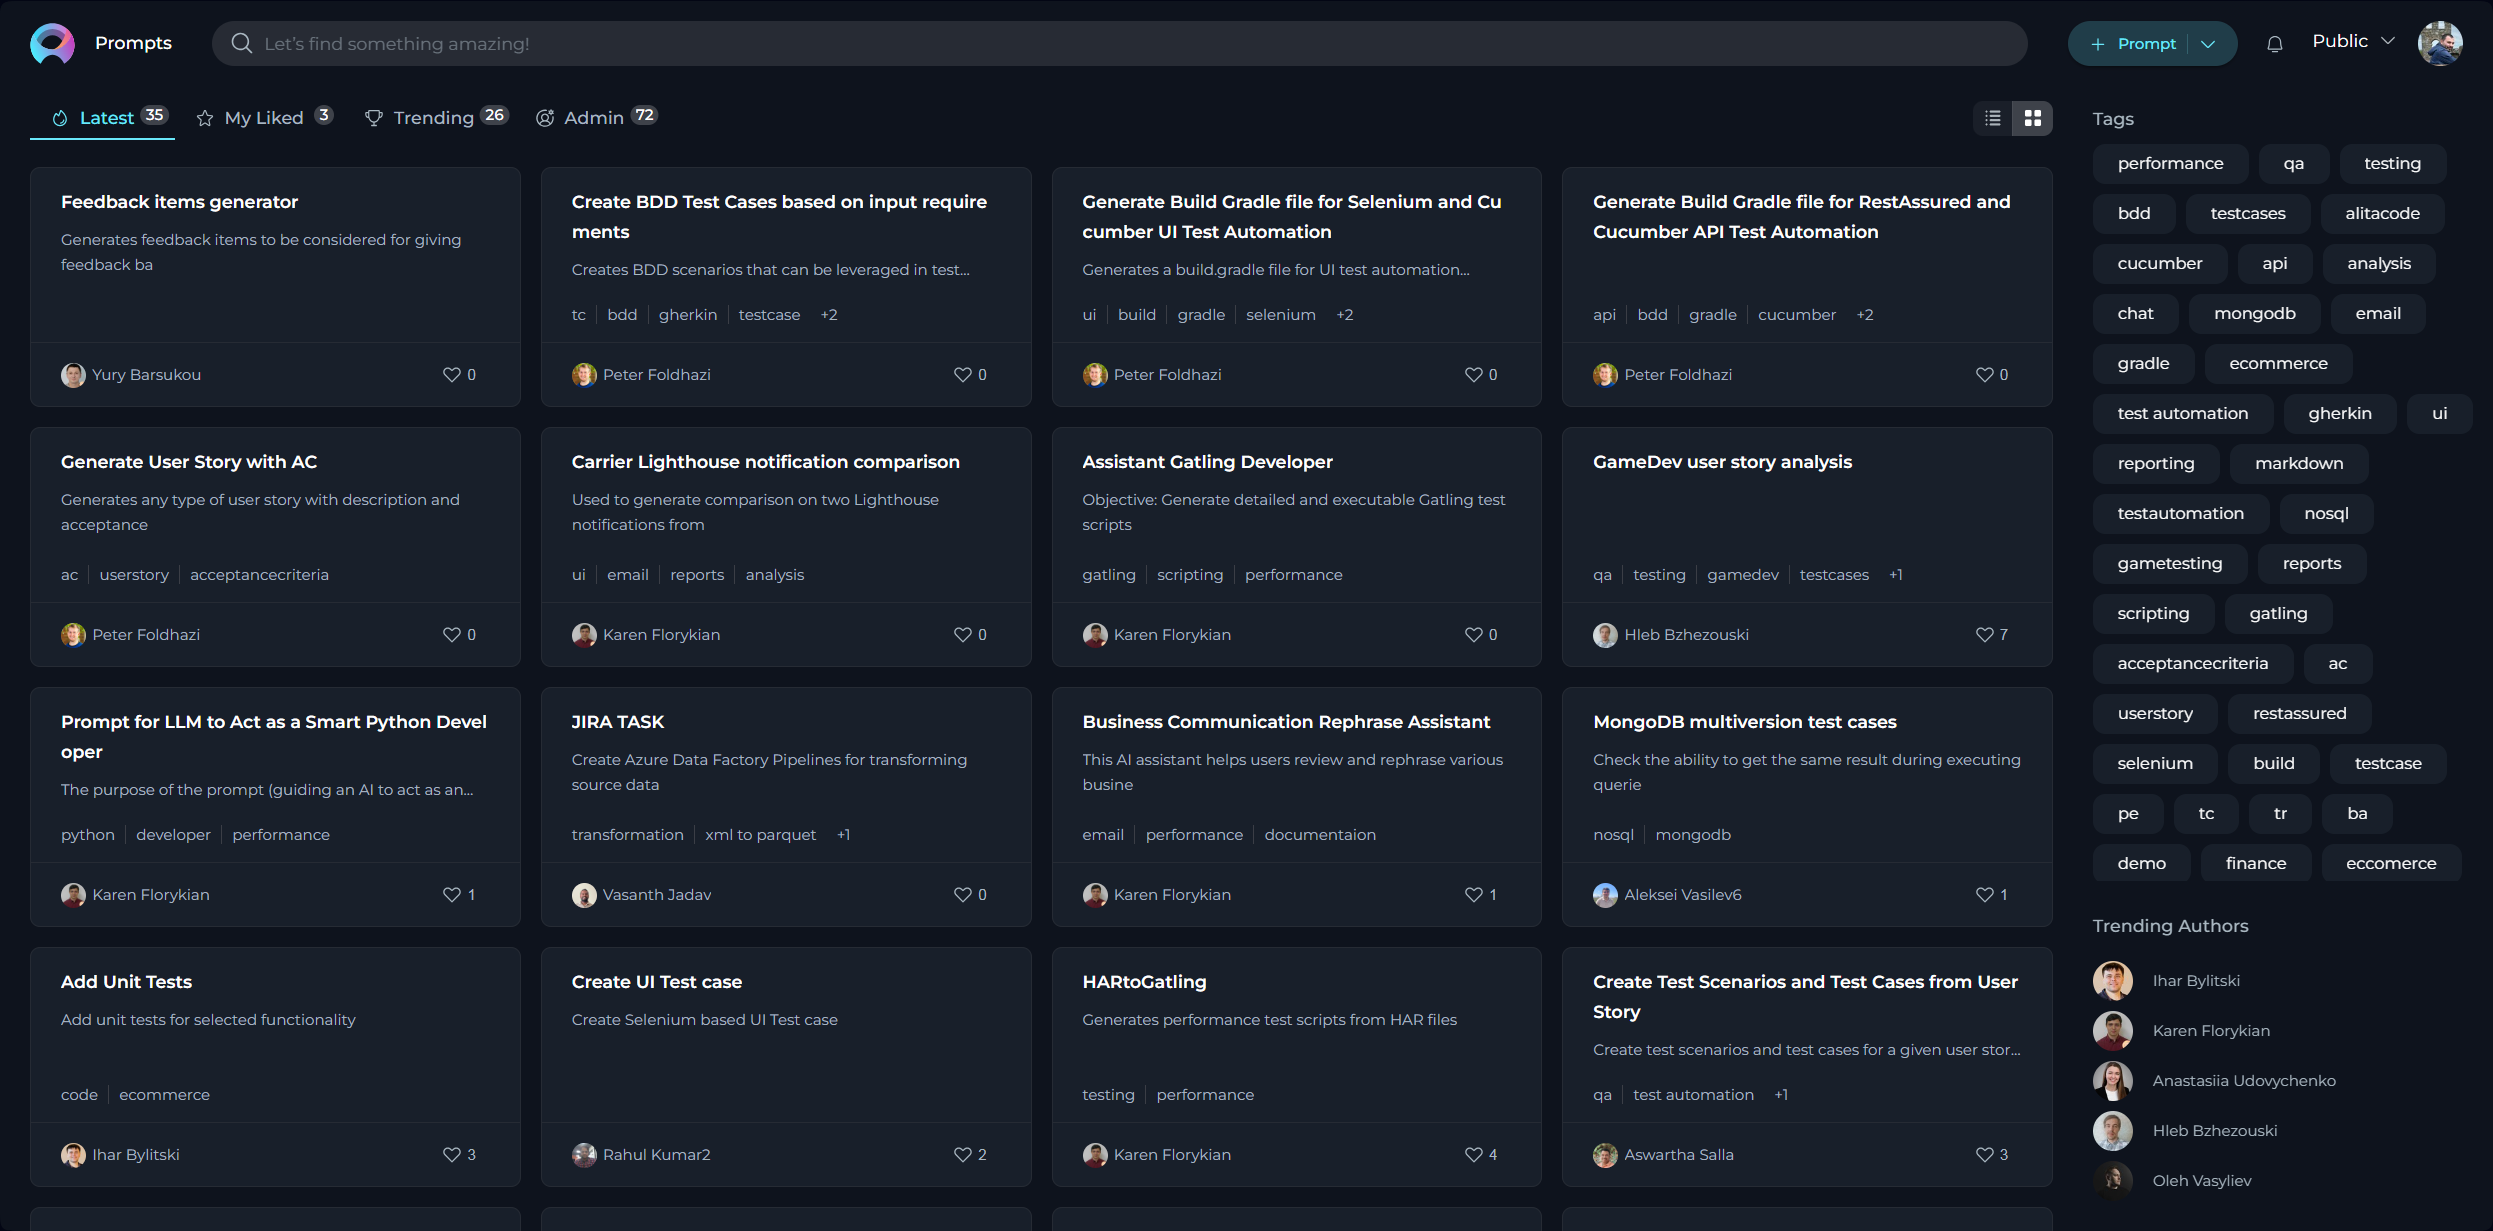 Prompts
Let's find something amazing!
Prompt
Public
Latest 35
My Liked 3
Trending 26
Admin 72
Feedback items generator
Generates feedback items to be considered for giving
feedback ba
Yury Barsukou
0
Create BDD Test Cases based on input require
ments
Creates BDD scenarios that can be leveraged in test...
tc bdd gherkin testcase +2
Peter Foldhazi
0
Generate Build Gradle file for Selenium and Cu
cumber UI Test Automation
Generates a build.gradle file for UI test automation...
ui build gradle selenium +2
Peter Foldhazi
0
Generate Build Gradle file for RestAssured and
Cucumber API Test Automation
api bdd gradle cucumber +2
Peter Foldhazi
0
Generate User Story with AC
Generates any type of user story with description and
acceptance
ac userstory acceptancecriteria
Peter Foldhazi
0
Carrier Lighthouse notification comparison
Used to generate comparison on two Lighthouse
notifications from
ui email reports analysis
Karen Florykian
0
Assistant Gatling Developer
Objective: Generate detailed and executable Gatling test
scripts
gatling scripting performance
Karen Florykian
0
GameDev user story analysis
qa testing gamedev testcases +1
Hleb Bzhezouski
7
Prompt for LLM to Act as a Smart Python Devel
oper
The purpose of the prompt (guiding an AI to act as an...
python developer performance
Karen Florykian
1
JIRA TASK
Create Azure Data Factory Pipelines for transforming
source data
transformation xml to parquet +1
Vasanth Jadav
0
Business Communication Rephrase Assistant
This AI assistant helps users review and rephrase various
busine
email performance documentaion
Karen Florykian
1
MongoDB multiversion test cases
Check the ability to get the same result during executing
querie
nosql mongodb
Aleksei Vasilev6
1
Add Unit Tests
Add unit tests for selected functionality
code ecommerce
Ihar Bylitski
3
Create UI Test case
Create Selenium based UI Test case
Rahul Kumar2
2
HARtoGatling
Generates performance test scripts from HAR files
testing performance
Karen Florykian
4
Create Test Scenarios and Test Cases from User
Story
Create test scenarios and test cases for a given user stor...
qa test automation +1
Aswartha Salla
3
Tags
performance qa testing
bdd testcases alitacode
cucumber api analysis
chat mongodb email
gradle ecommerce
test automation gherkin ui
reporting markdown
testautomation nosql
gametesting reports
scripting gatling
acceptancecriteria ac
userstory restassured
selenium build testcase
pe tc tr ba
demo finance eccomerce
Trending Authors
Ihar Bylitski
Karen Florykian
Anastasiia Udovychenko
Hleb Bzhezouski
Oleh Vasyliev